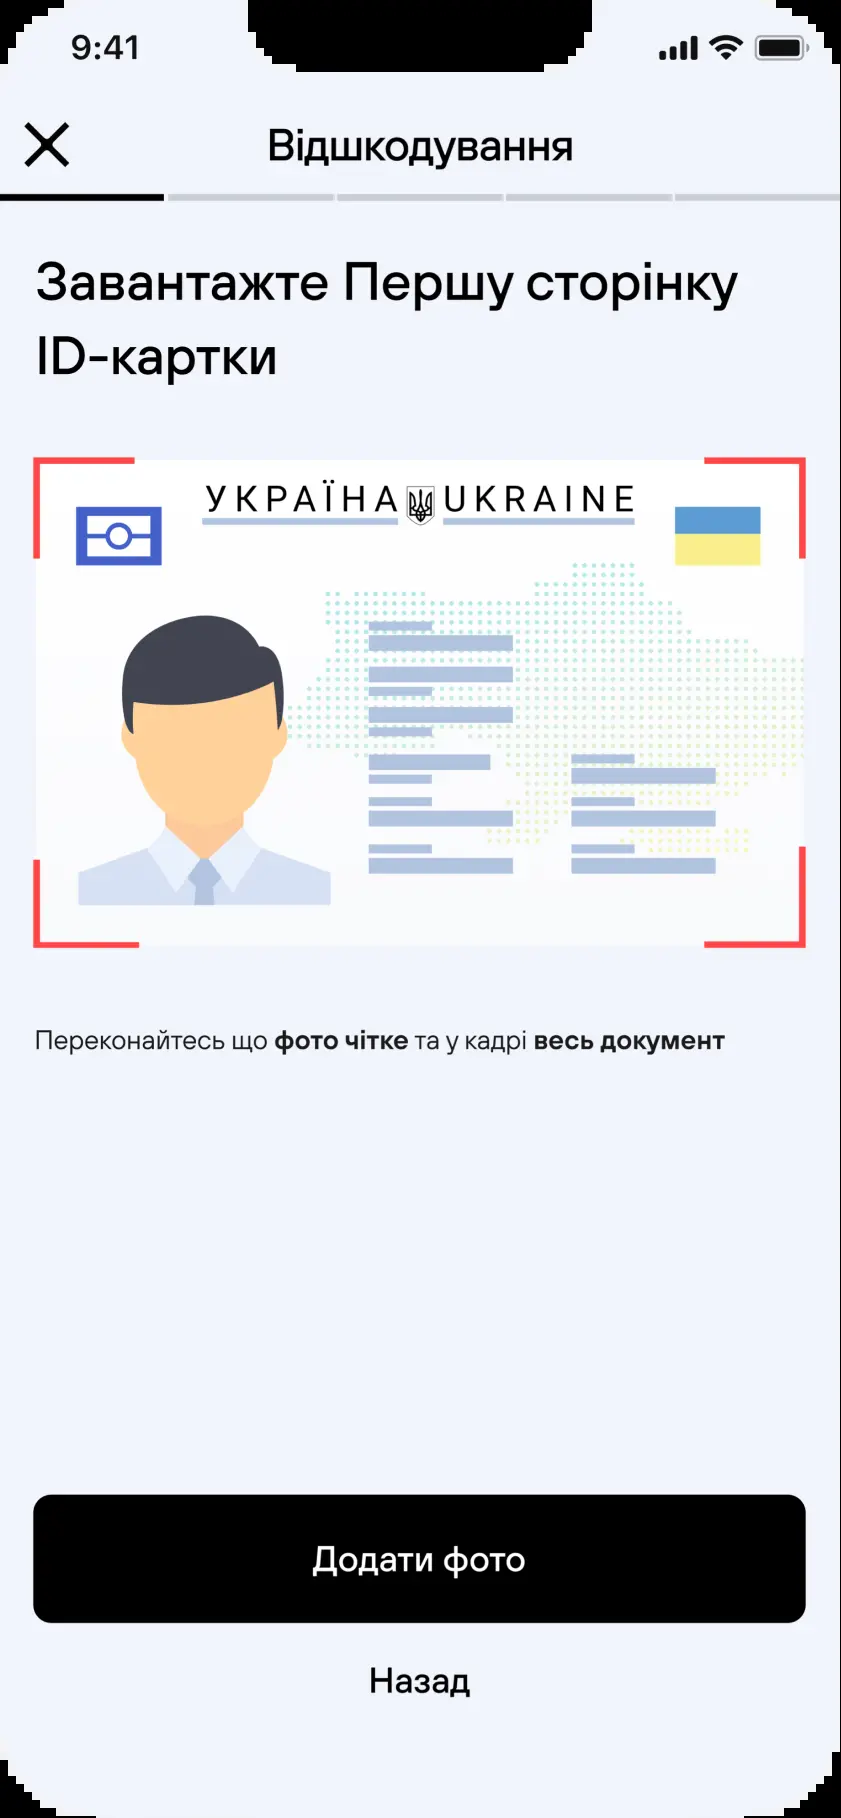 9:41
Відшкодування
Завантажте Першу сторінку
ID-картки
УКРАЇНА UKRAINE
Переконайтесь що фото чітке та у кадрі весь документ
Додати фото
Назад